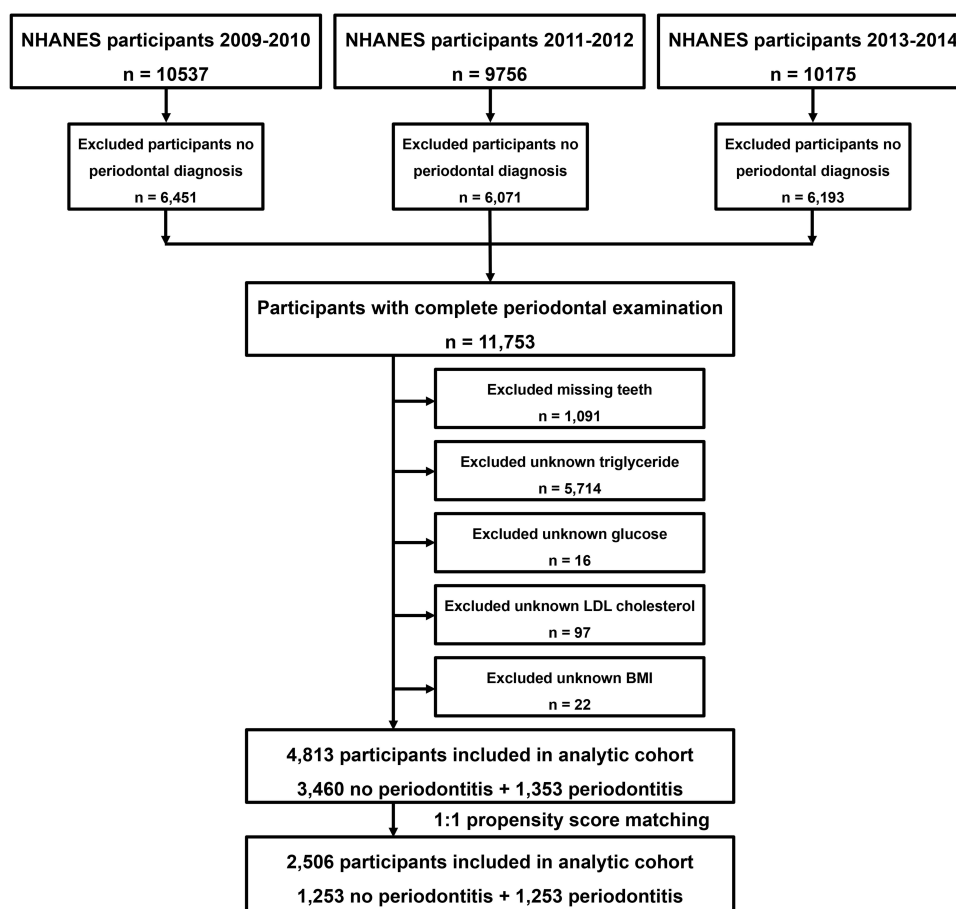 NHANES participants 2009-2010
n = 10537
NHANES participants 2011-2012
n = 9756
NHANES participants 2013-2014
n = 10175
Excluded participants no
periodontal diagnosis
n = 6,451
Excluded participants no
periodontal diagnosis
n = 6,071
Excluded participants no
periodontal diagnosis
n = 6,193
Participants with complete periodontal examination
n = 11,753
Excluded missing teeth
n = 1,091
Excluded unknown triglyceride
n = 5,714
Excluded unknown glucose
n = 16
Excluded unknown LDL cholesterol
n = 97
Excluded unknown BMI
n = 22
4,813 participants included in analytic cohort
3,460 no periodontitis + 1,353 periodontitis
1:1 propensity score matching
2,506 participants included in analytic cohort
1,253 no periodontitis + 1,253 periodontitis